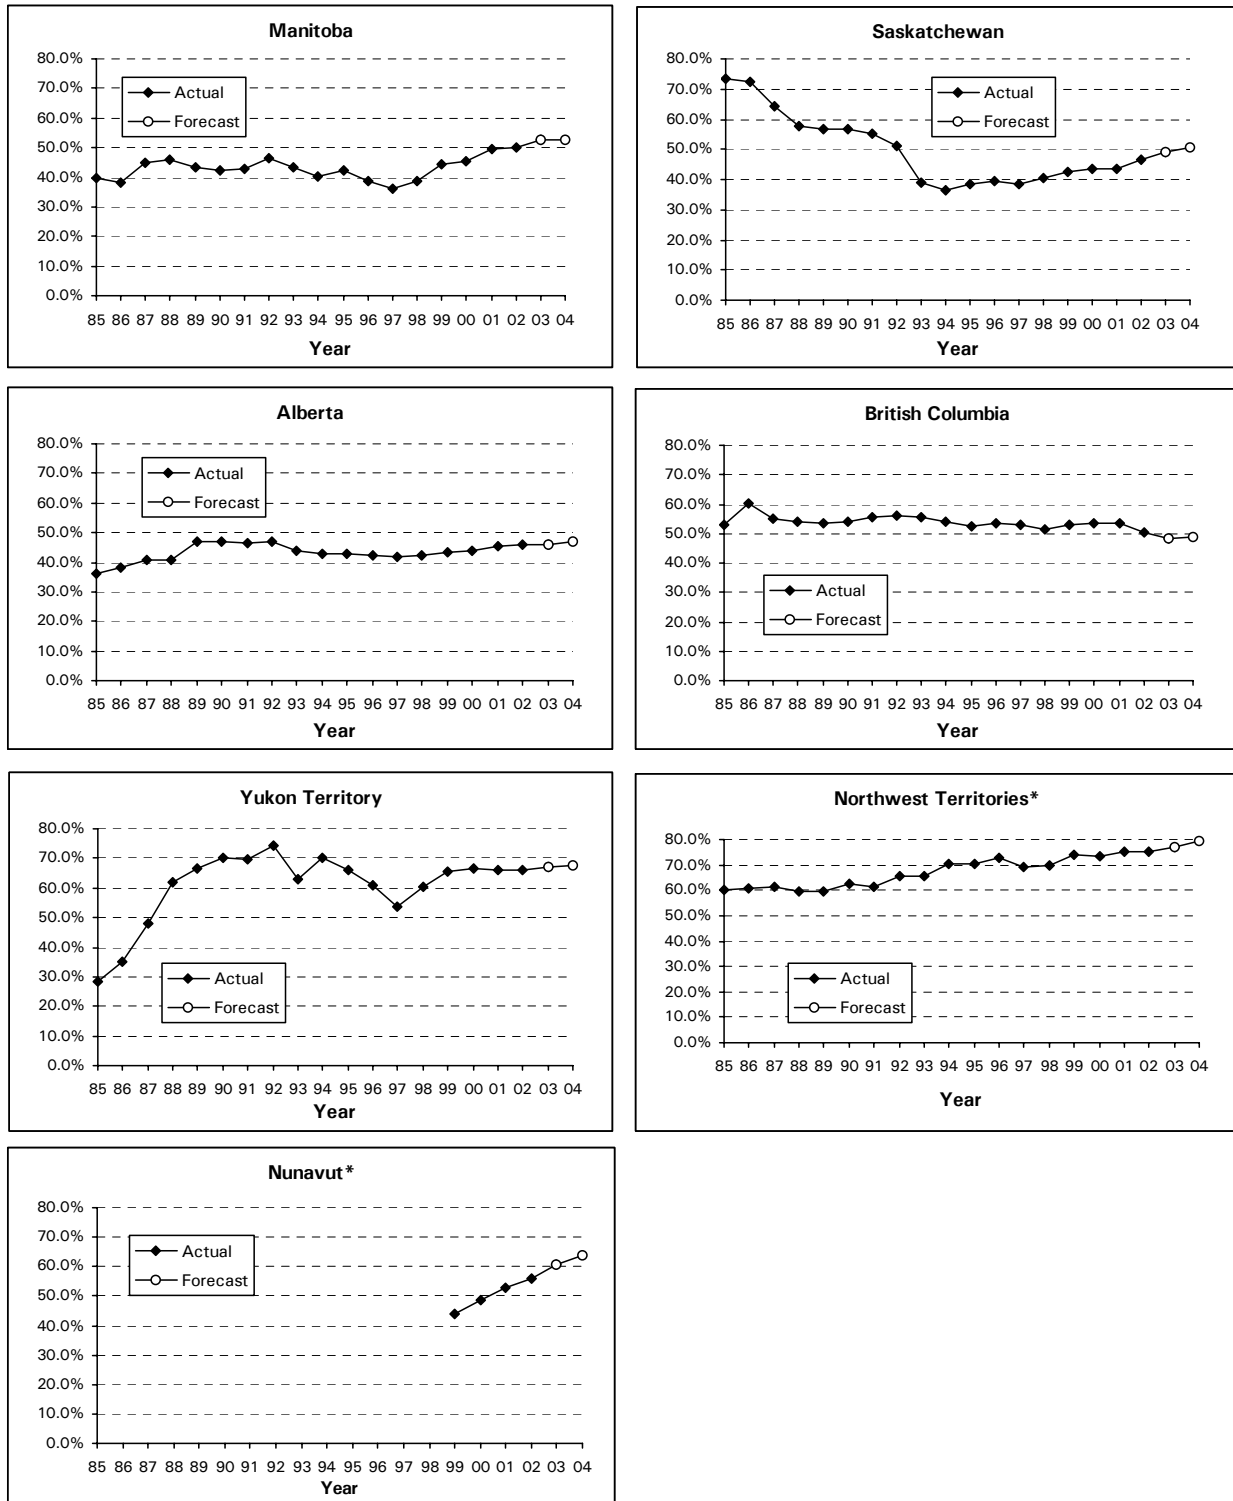 Manitoba
80.0%
70.0%
60.0%
50.0%
40.0%
30.0%
20.0%
10.0%
0.0%
Actual
Forecast
85 86 87 88 89 90 91 92 93 94 95 96 97 98 99 00 01 02 03 04
Year
Saskatchewan
80.0%
70.0%
60.0%
50.0%
40.0%
30.0%
20.0%
10.0%
0.0%
Actual
Forecast
85 86 87 88 89 90 91 92 93 94 95 96 97 98 99 00 01 02 03 04
Year
Alberta
80.0%
70.0%
60.0%
50.0%
40.0%
30.0%
20.0%
10.0%
0.0%
Actual
Forecast
85 86 87 88 89 90 91 92 93 94 95 96 97 98 99 00 01 02 03 04
Year
British Columbia
80.0%
70.0%
60.0%
50.0%
40.0%
30.0%
20.0%
10.0%
0.0%
Actual
Forecast
85 86 87 88 89 90 91 92 93 94 95 96 97 98 99 00 01 02 03 04
Year
Yukon Territory
80.0%
70.0%
60.0%
50.0%
40.0%
30.0%
20.0%
10.0%
0.0%
Actual
Forecast
85 86 87 88 89 90 91 92 93 94 95 96 97 98 99 00 01 02 03 04
Year
Northwest Territories*
80.0%
70.0%
60.0%
50.0%
40.0%
30.0%
20.0%
10.0%
0.0%
Actual
Forecast
85 86 87 88 89 90 91 92 93 94 95 96 97 98 99 00 01 02 03 04
Year
Nunavut*
80.0%
70.0%
60.0%
50.0%
40.0%
30.0%
20.0%
10.0%
0.0%
Actual
Forecast
85 86 87 88 89 90 91 92 93 94 95 96 97 98 99 00 01 02 03 04
Year